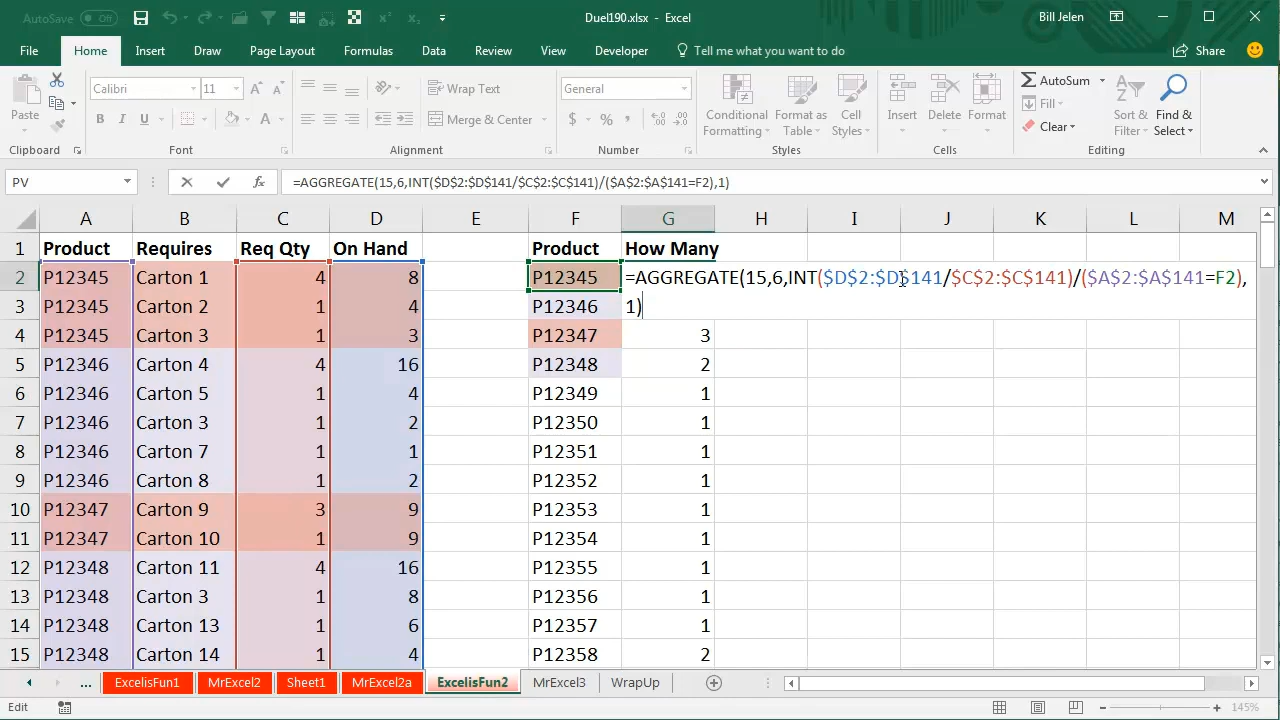 AutoSave Off Duel190.xlsx - Excel Bill Jelen
File Home Insert Draw Page Layout Formulas Data Review View Developer Tell me what you want to do Share
Paste Calibri 11 Wrap Text General Conditional Format as Cell Insert Delete Format AutoSum Sort & Find &
B I U Merge & Center $ % , Formatting Table Styles Fill Filter Select
Clear
Clipboard Font Alignment Number Styles Cells Editing
PV fx =AGGREGATE(15,6,INT($D$2:$D$141/$C$2:$C$141)/($A$2:$A$141=F2),1)
A B C D E F G H I J K L M
1 Product Requires Req Qty On Hand Product How Many
2 P12345 Carton 1 4 8 P12345 =AGGREGATE(15,6,INT($D$2:$D$141/$C$2:$C$141)/($A$2:$A$141=F2),
3 P12345 Carton 2 1 4 P12346 1)
4 P12345 Carton 3 1 3 P12347 3
5 P12346 Carton 4 4 16 P12348 2
6 P12346 Carton 5 1 4 P12349 1
7 P12346 Carton 3 1 2 P12350 1
8 P12346 Carton 7 1 1 P12351 1
9 P12346 Carton 8 1 2 P12352 1
10 P12347 Carton 9 3 9 P12353 1
11 P12347 Carton 10 1 9 P12354 1
12 P12348 Carton 11 4 16 P12355 1
13 P12348 Carton 3 1 8 P12356 1
14 P12348 Carton 13 1 6 P12357 1
15 P12348 Carton 14 1 4 P12358 2
... ExcelisFun1 MrExcel2 Sheet1 MrExcel2a ExcelisFun2 MrExcel3 WrapUp
Edit 145%